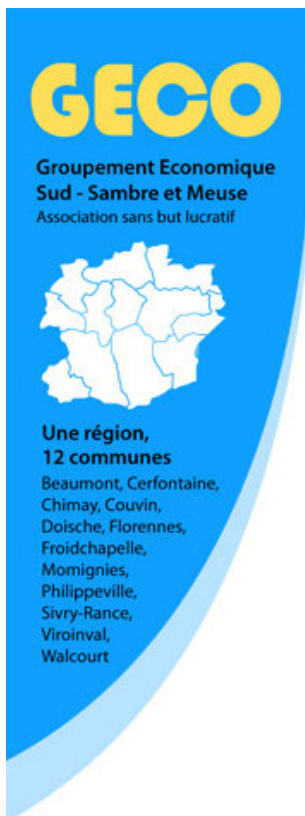 GECO
Groupement Economique
Sud - Sambre et Meuse
Association sans but lucratif
Une région,
12 communes
Beaumont, Cerfontaine,
Chimay, Couvin,
Doische, Florennes,
Froidchapelle,
Momignies,
Philippeville,
Sivry-Rance,
Viroinval,
Walcourt